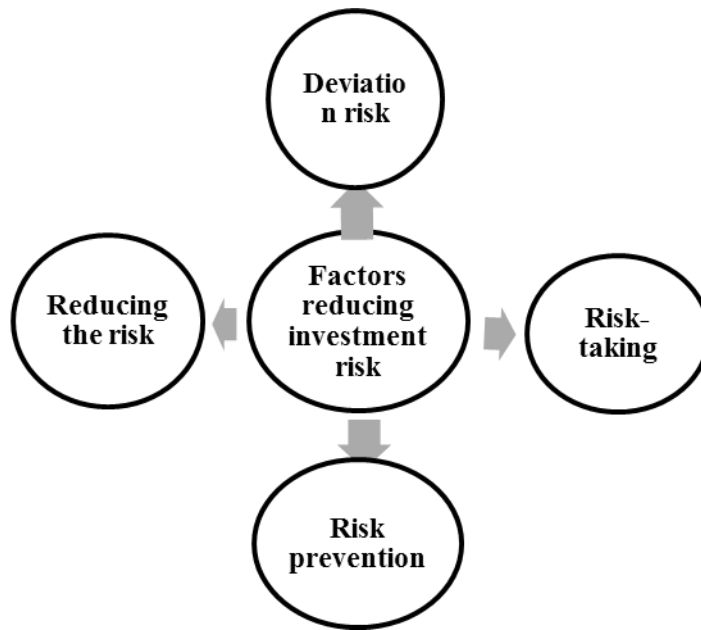 Deviatio
n risk
Factors
reducing
investment
risk
Reducing
the risk
Risk-
taking
Risk
prevention